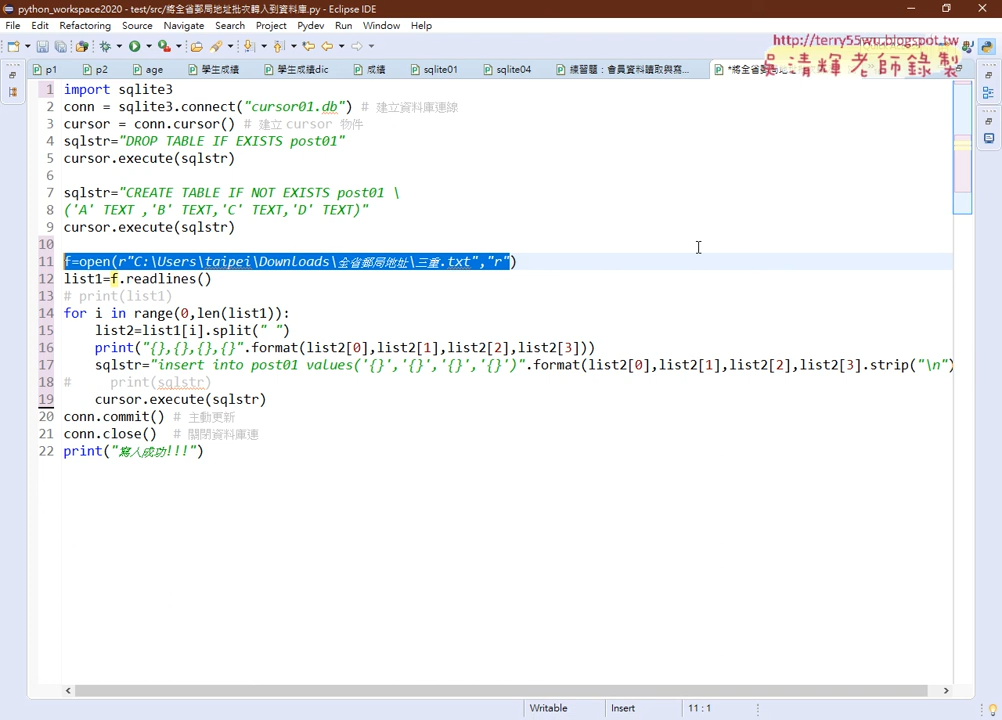 python_workspace2020 - test/src/將全省郵局地址批次轉入到資料庫.py - Eclipse IDE
File Edit Refactoring Source Navigate Search Project Pydev Run Window Help
http://terry55wu.blogspot.tw
吳清輝老師錄製
p1 p2 age 學生成績 學生成績dic 成績 sqlite01 sqlite04 練習題:會員資料讀取與寫...
1 import sqlite3
2 conn = sqlite3.connect("cursor01.db") # 建立資料庫連線
3 cursor = conn.cursor() # 建立 cursor 物件
4 sqlstr="DROP TABLE IF EXISTS post01"
5 cursor.execute(sqlstr)
6
7 sqlstr="CREATE TABLE IF NOT EXISTS post01 \
8 ('A' TEXT ,'B' TEXT,'C' TEXT,'D' TEXT)"
9 cursor.execute(sqlstr)
10
11 f=open(r"C:\Users\taipei\Downloads\全省郵局地址\三重.txt","r")
12 list1=f.readlines()
13 # print(list1)
14 for i in range(0,len(list1)):
15 list2=list1[i].split(" ")
16 print("{},{},{},{}".format(list2[0],list2[1],list2[2],list2[3]))
17 sqlstr="insert into post01 values('{}','{}','{}','{}')".format(list2[0],list2[1],list2[2],list2[3].strip("\n")
18 # print(sqlstr)
19 cursor.execute(sqlstr)
20 conn.commit() # 主動更新
21 conn.close() # 關閉資料庫連
22 print("寫入成功!!!")
Writable Insert 11 : 1